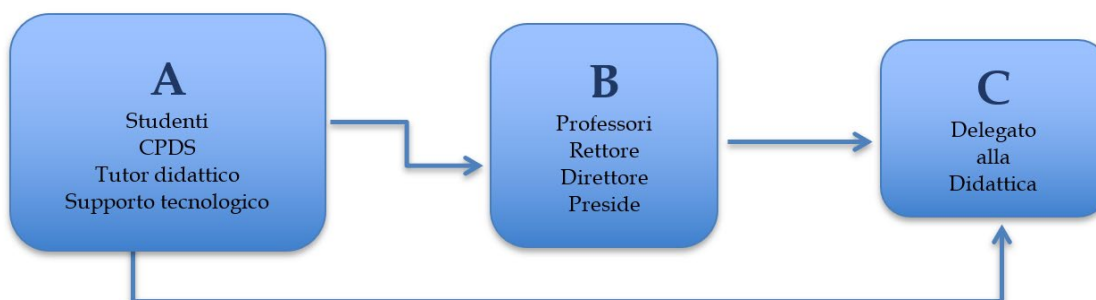 A
Studenti
CPDS
Tutor didattico
Supporto tecnologico
B
Professori
Rettore
Direttore
Preside
C
Delegato
alla
Didattica